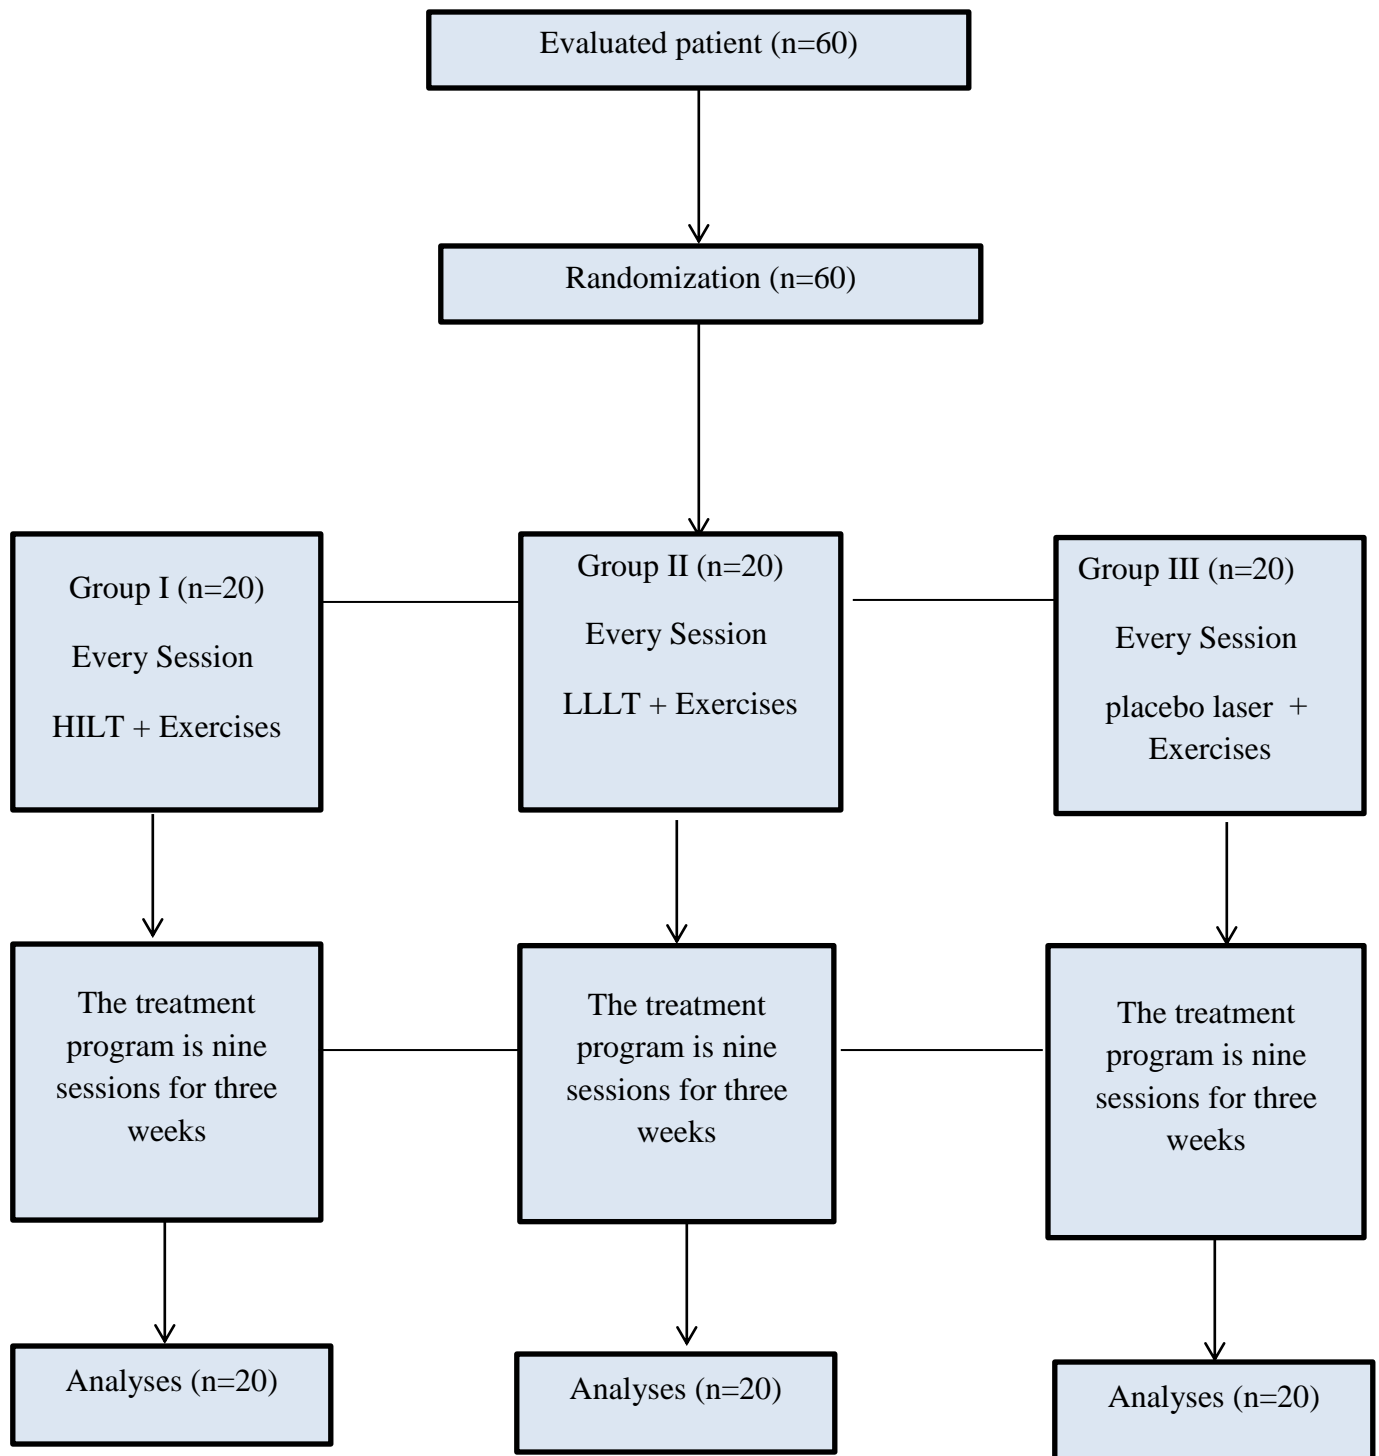 Evaluated patient (n=60)
Randomization (n=60)
Group I (n=20)
Every Session
HILT + Exercises
Group II (n=20)
Every Session
LLLT + Exercises
Group III (n=20)
Every Session
placebo laser +
Exercises
The treatment
program is nine
sessions for three
weeks
The treatment
program is nine
sessions for three
weeks
The treatment
program is nine
sessions for three
weeks
Analyses (n=20)
Analyses (n=20)
Analyses (n=20)